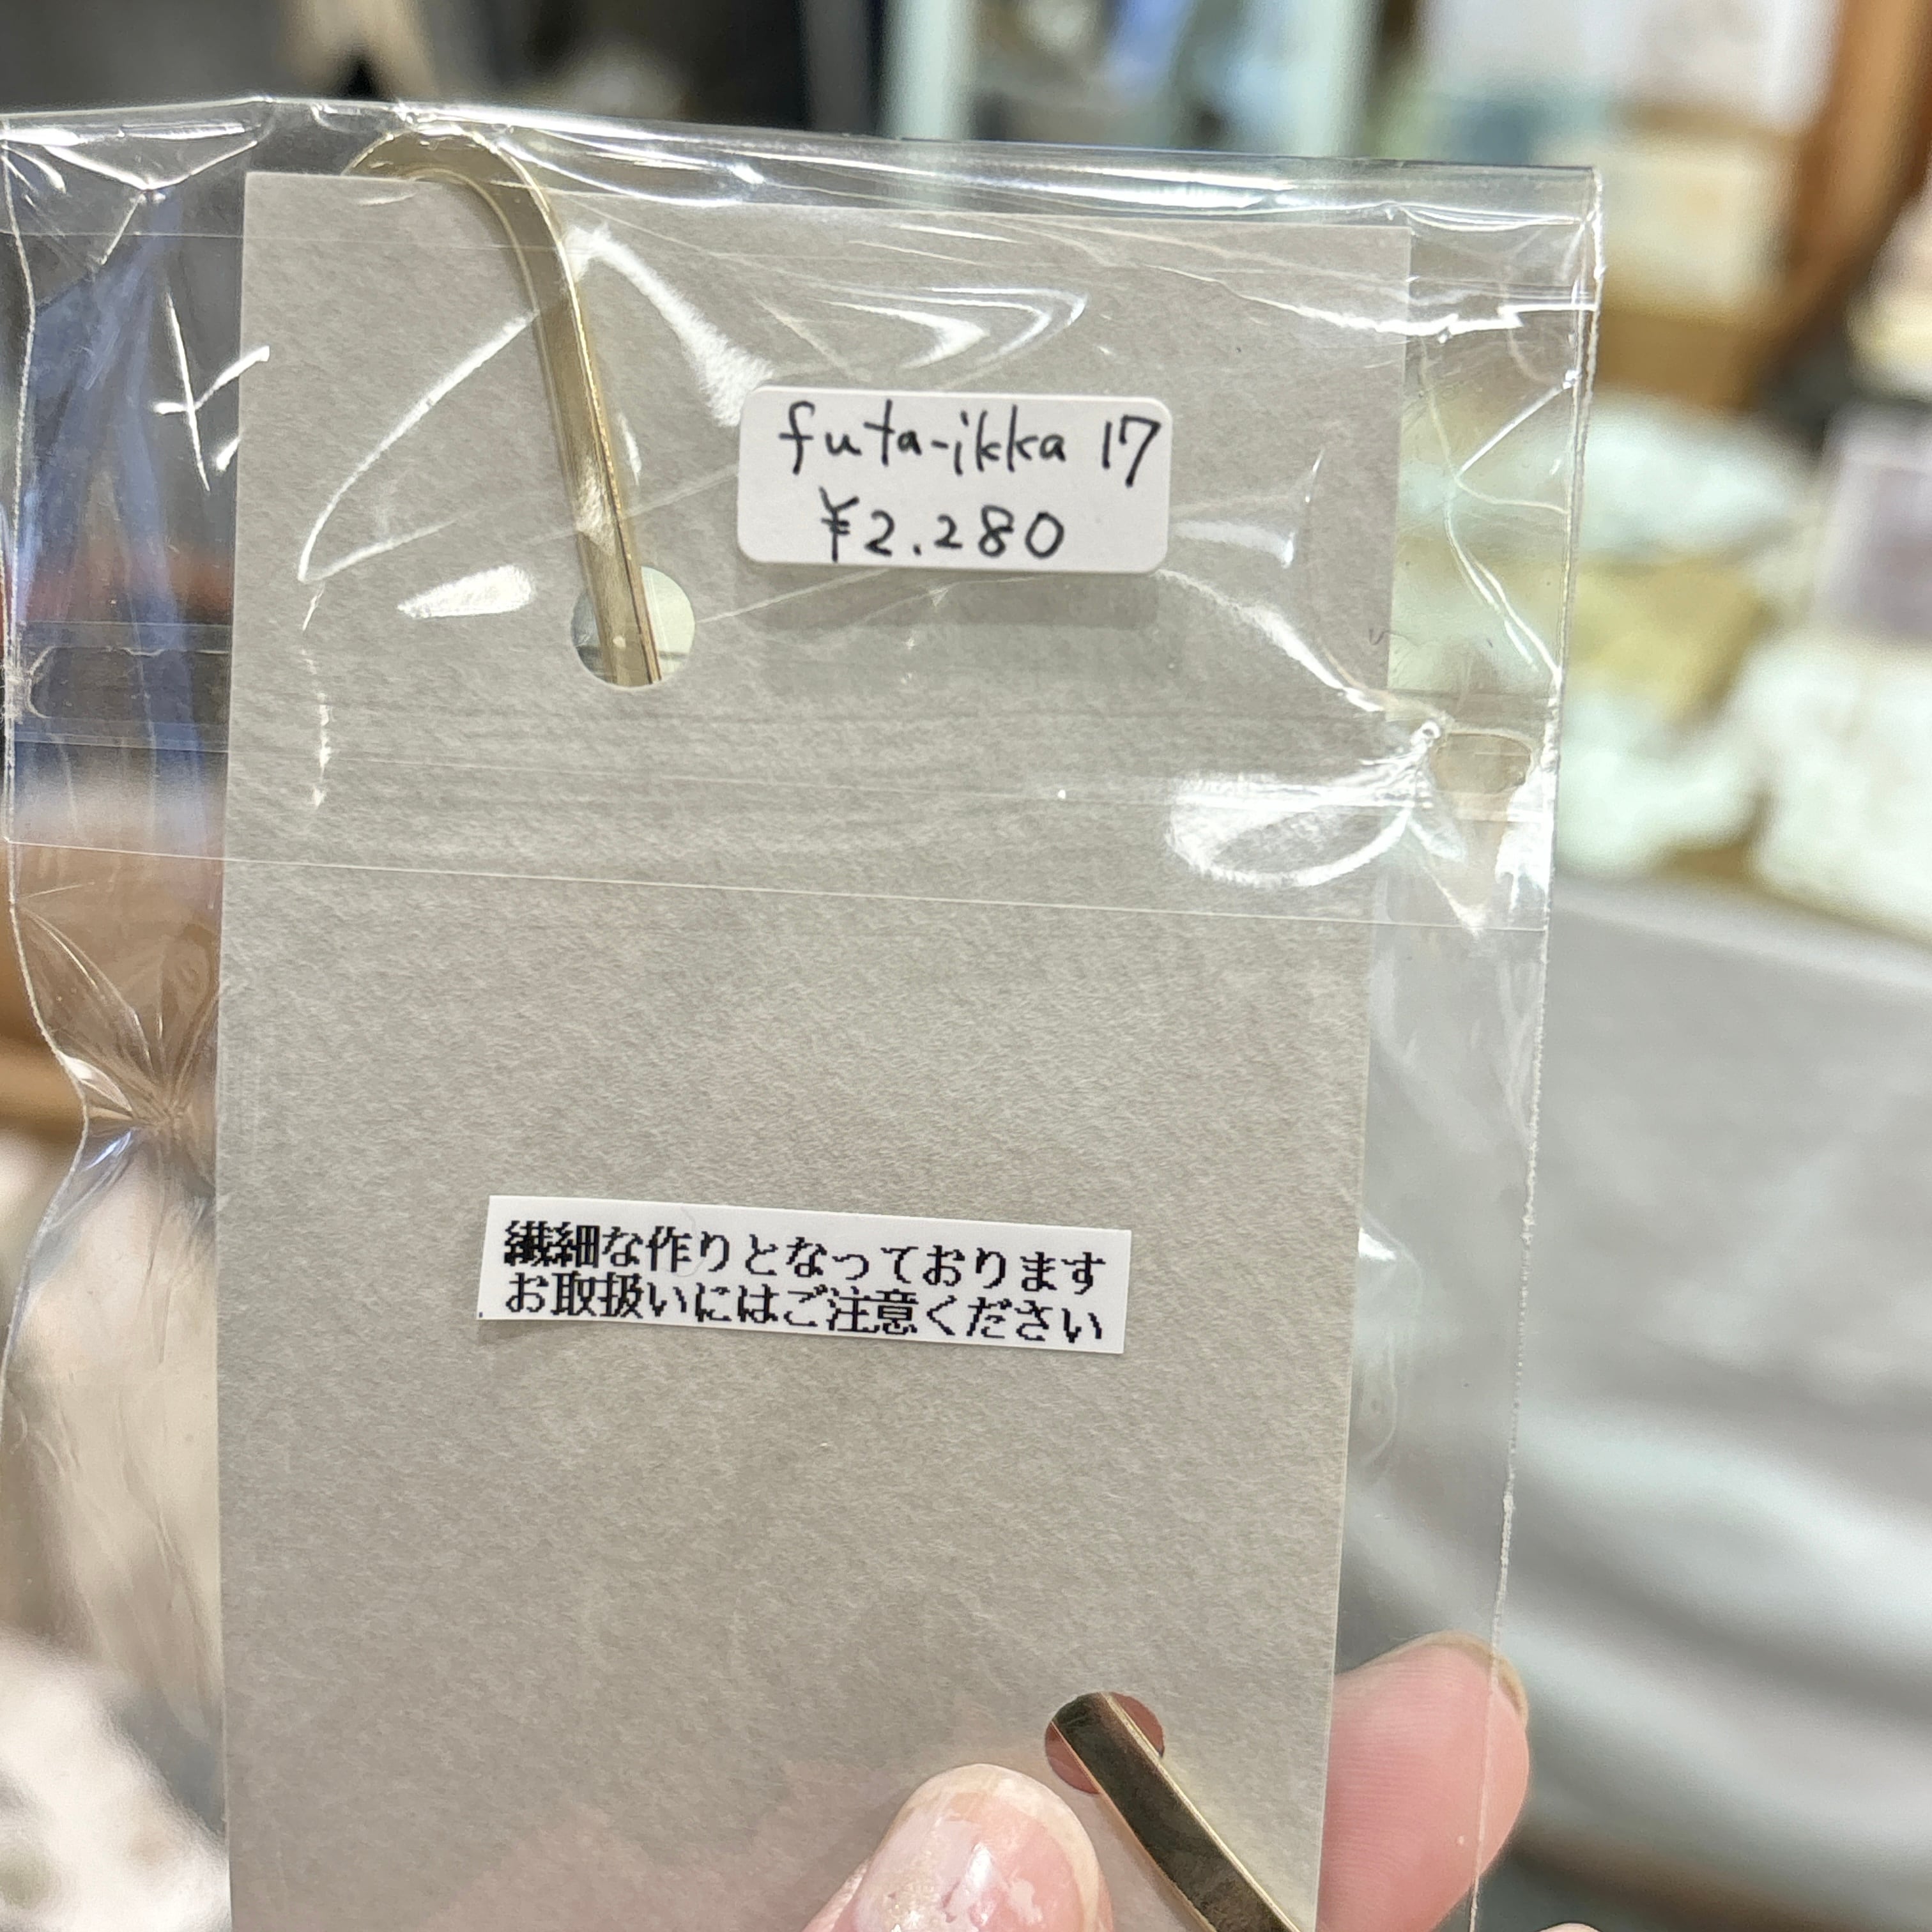 futa-ikka 17
¥2.280
繊細な作りとなっております
お取扱いにはご注意ください